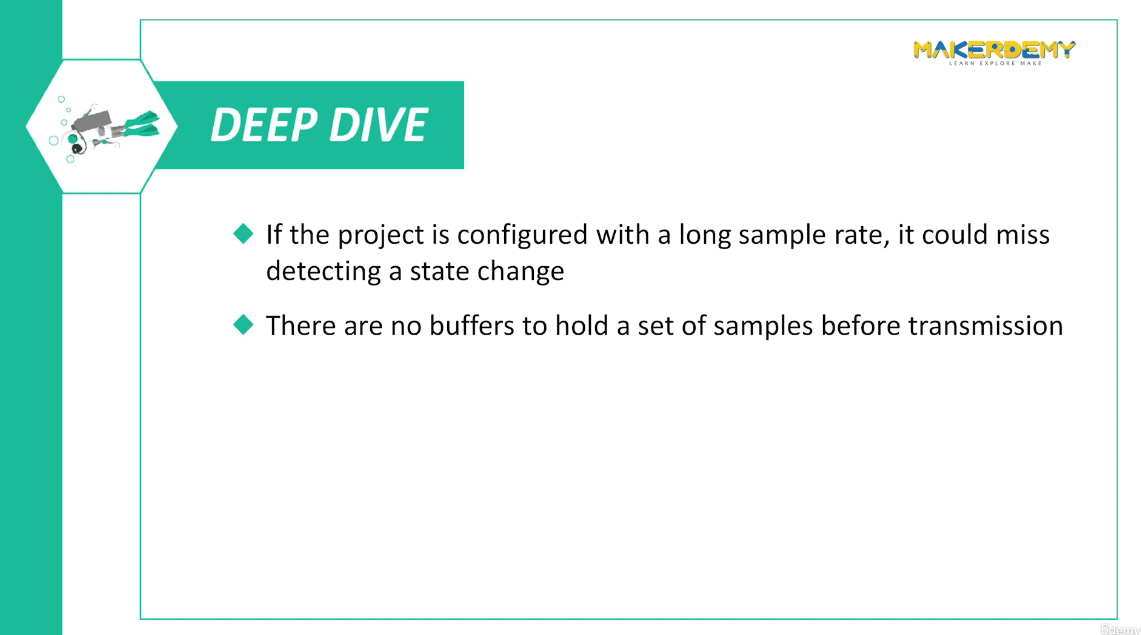 MAKERDEMY
LEARN EXPLORE MAKE
DEEP DIVE
If the project is configured with a long sample rate, it could miss
detecting a state change
There are no buffers to hold a set of samples before transmission
ûdemy